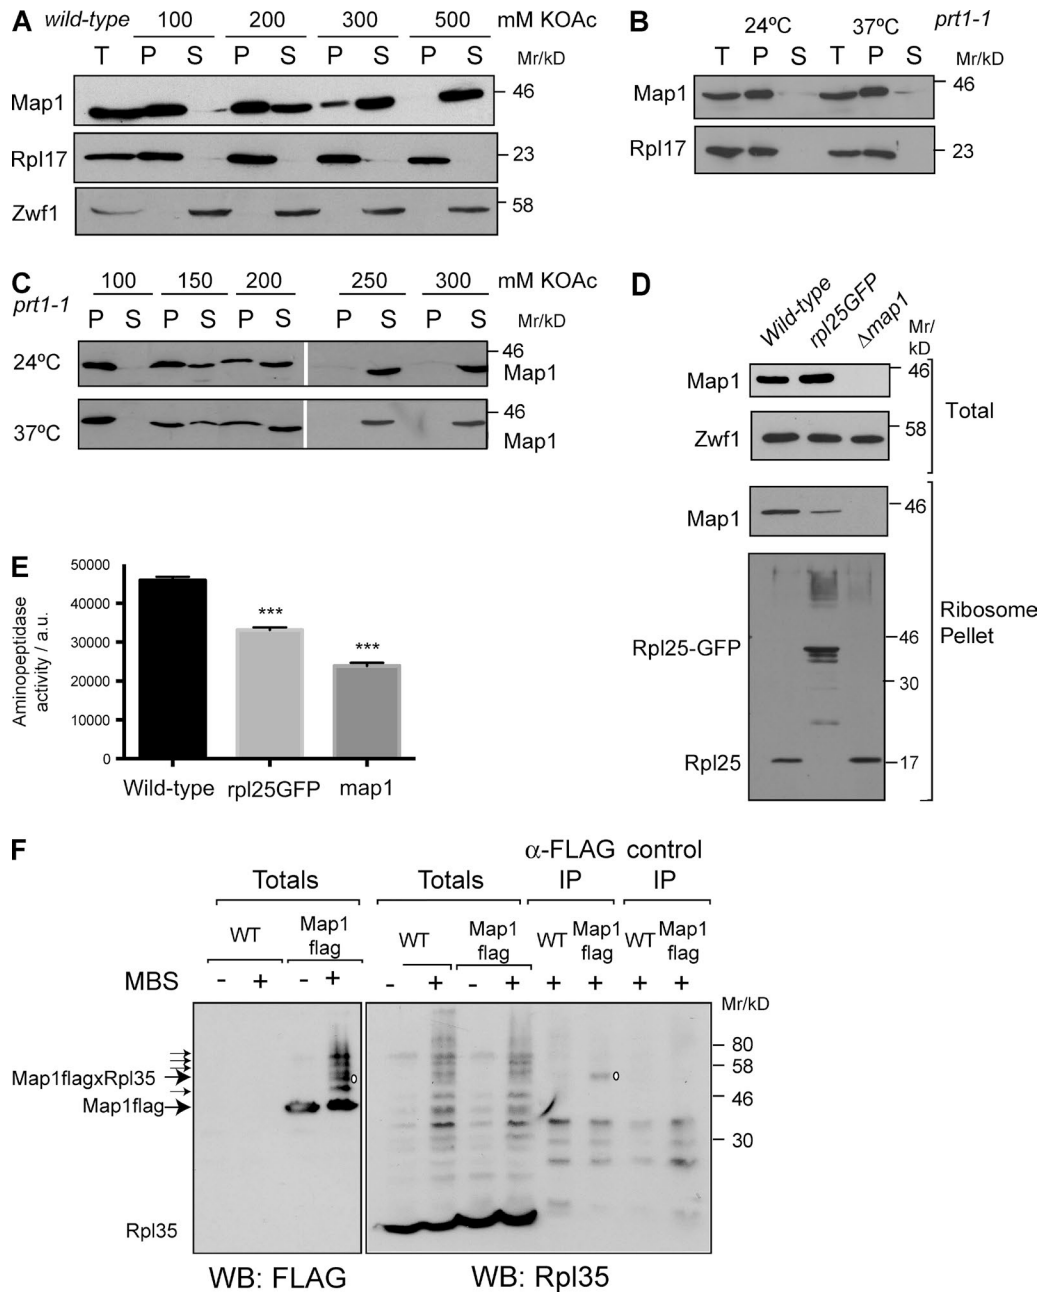 A
wild-type 100 200 300 500 mM KOAc
T P S P S P S P S Mr/kD
Map1 46
Rpl17 23
Zwf1 58
B
24ºC 37ºC prt1-1
T P S T P S Mr/kD
Map1 46
Rpl17 23
C
100 150 200 250 300 mM KOAc
prt1-1
P S P S P S P S P S Mr/kD
24ºC 46
Map1
37ºC 46
Map1
D
Wild-type rpl25GFP Δmap1 Mr/
kD
Map1 46
Zwf1 58
Total
Map1 46
Rpl25-GFP 46
30
Rpl25 17
Ribosome
Pellet
E
Aminopeptidase
activity / a.u.
50000
40000
30000
20000
10000
0
*** ***
Wild-type rpl25GFP map1
F
α-FLAG control
Totals Totals IP IP
WT Map1
flag
WT Map1
flag
WT Map1
flag
WT Map1
flag
MBS - + - + - + - + + + + +
Mr/kD
80
58
46
30
Map1flagxRpl35
Map1flag
Rpl35
WB: FLAG WB: Rpl35